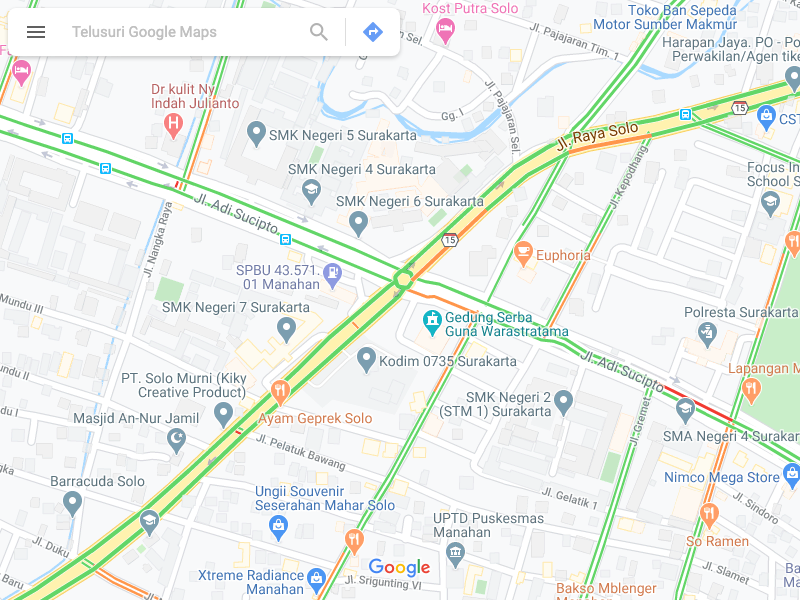 Telusuri Google Maps
Kost Putra Solo
Toko Ban Sepeda
Motor Sumber Makmur
Jl. Pajajaran Tim. 1
Harapan Jaya. PO - Po
Perwakilan/Agen tike
Dr kulit Ny
Indah Julianto
H
Gg. I
Jl. Pajajaran Sel.
15
CST
SMK Negeri 5 Surakarta
Jl. Raya Solo
SMK Negeri 4 Surakarta
Jl. Kepodhang
Focus In
School S
SMK Negeri 6 Surakarta
Jl. Adi Sucipto
Jl. Nangka Raya
15
Euphoria
SPBU 43.571.
01 Manahan
Mundu III
SMK Negeri 7 Surakarta
Gedung Serba
Guna Warastratama
Polresta Surakarta
Kodim 0735 Surakarta
Jl. Adi Sucipto
Lapangan M
PT. Solo Murni (Kiky
Creative Product)
SMK Negeri 2
(STM 1) Surakarta
Masjid An-Nur Jamil
Ayam Geprek Solo
Jl. Gremet
SMA Negeri 4 Surakar
Jl. Pelatuk Bawang
Barracuda Solo
Nimco Mega Store
Ungii Souvenir
Seserahan Mahar Solo
Jl. Gelatik 1
Jl. Sindoro
UPTD Puskesmas
Manahan
So Ramen
Jl. Duku
Google
Jl. Slamet
Baru
Xtreme Radiance
Manahan
Jl. Srigunting VI
Bakso Mblenger
Manahan